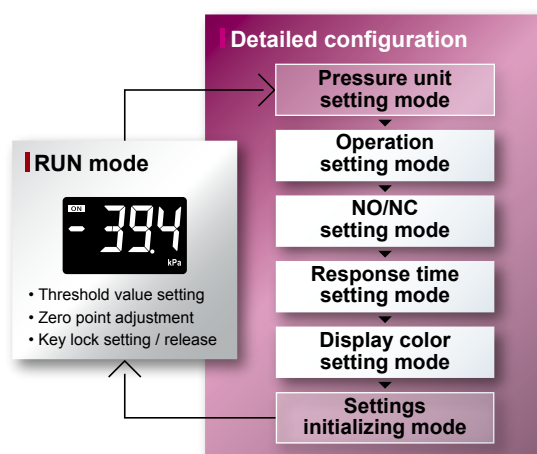 Detailed configuration
Pressure unit
setting mode
Operation
setting mode
NO/NC
setting mode
Response time
setting mode
Display color
setting mode
Settings
initializing mode
RUN mode
ON
- 39.4
kPa
• Threshold value setting
• Zero point adjustment
• Key lock setting / release